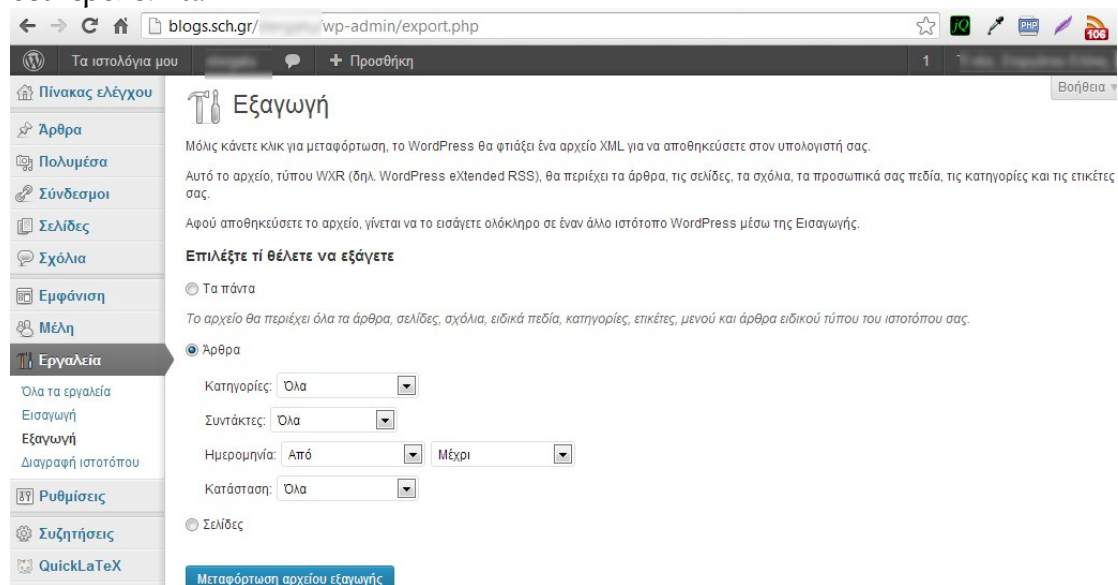 blogs.sch.gr/ wp-admin/export.php
jQ
PHP
106
Τα ιστολόγια μου
Προσθήκη
1
Βοήθεια
Πίνακας ελέγχου
Άρθρα
Πολυμέσα
Σύνδεσμοι
Σελίδες
Σχόλια
Εμφάνιση
Μέλη
Εργαλεία
Όλα τα εργαλεία
Εισαγωγή
Εξαγωγή
Διαγραφή ιστοτόπου
Ρυθμίσεις
Συζητήσεις
QuickLaTeX
Εξαγωγή
Μόλις κάνετε κλικ για μεταφόρτωση, το WordPress θα φτιάξει ένα αρχείο XML για να αποθηκεύσετε στον υπολογιστή σας.
Αυτό το αρχείο, τύπου WXR (δηλ. WordPress eXtended RSS), θα περιέχει τα άρθρα, τις σελίδες, τα σχόλια, τα προσωπικά σας πεδία, τις κατηγορίες και τις ετικέτες
σας.
Αφού αποθηκεύσετε το αρχείο, γίνεται να το εισάγετε ολόκληρο σε έναν άλλο ιστότοπο WordPress μέσω της Εισαγωγής.
Επιλέξτε τί θέλετε να εξάγετε
Τα πάντα
Το αρχείο θα περιέχει όλα τα άρθρα, σελίδες, σχόλια, ειδικά πεδία, κατηγορίες, ετικέτες, μενού και άρθρα ειδικού τύπου του ιστοτόπου σας.
Άρθρα
Κατηγορίες: Όλα
Συντάκτες: Όλα
Ημερομηνία: Από Μέχρι
Κατάσταση: Όλα
Σελίδες
Μεταφόρτωση αρχείου εξαγωγής